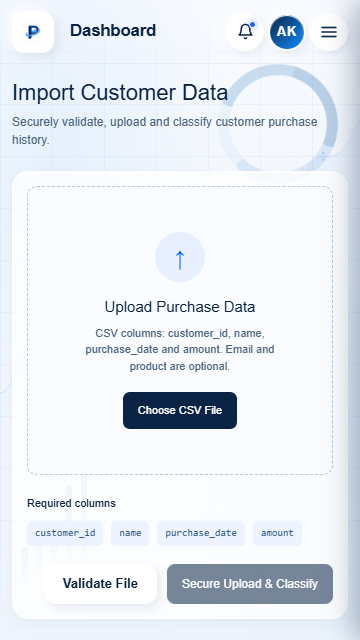 P
Dashboard
AK
Import Customer Data
Securely validate, upload and classify customer purchase
history.
↑
Upload Purchase Data
CSV columns: customer_id, name,
purchase_date and amount. Email and
product are optional.
Choose CSV File
Required columns
customer_id name purchase_date amount
Validate File Secure Upload & Classify